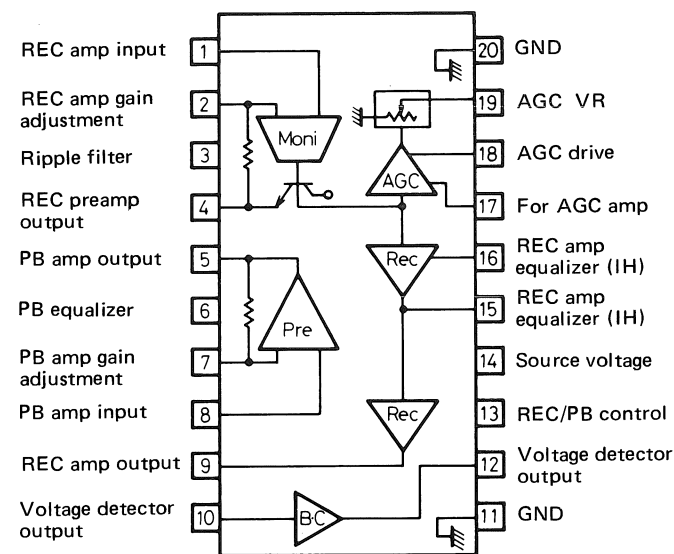 REC amp input
1
REC amp gain
adjustment
2
Ripple filter
3
REC preamp
output
4
PB amp output
5
PB equalizer
6
PB amp gain
adjustment
7
PB amp input
8
REC amp output
9
Voltage detector
output
10
Moni
AGC
Rec
Pre
Rec
B·C
20
GND
19
AGC VR
18
AGC drive
17
For AGC amp
16
REC amp
equalizer (IH)
15
REC amp
equalizer (IH)
14
Source voltage
13
REC/PB control
12
Voltage detector
output
11
GND